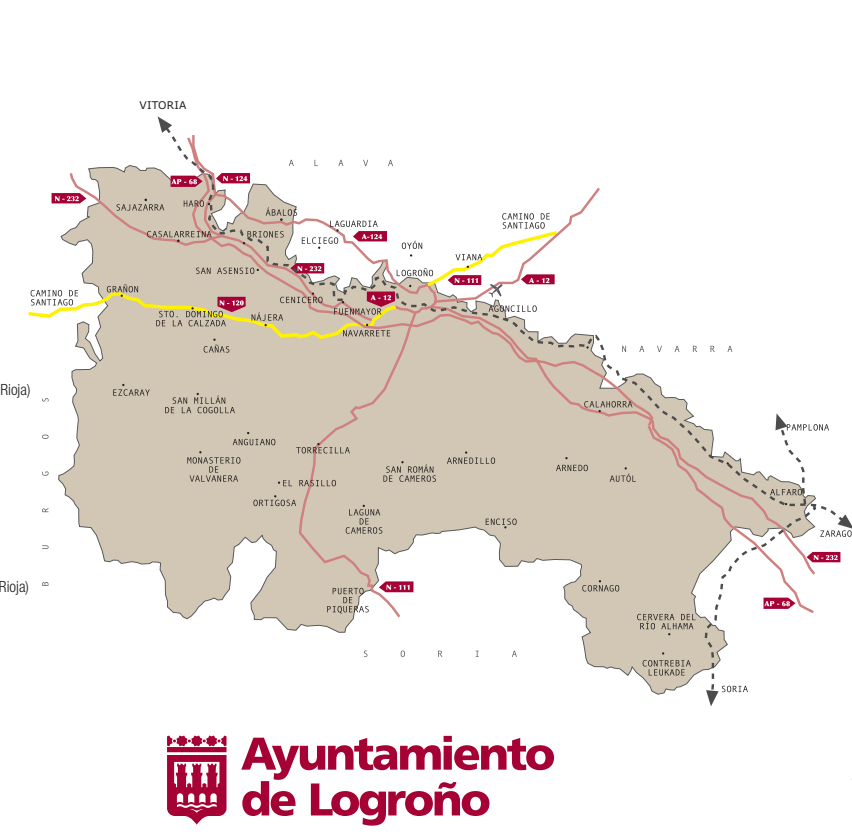 VITORIA
A L A V A
AP - 68
N - 124
N - 232
SAJAZARRA
HARO
ÁBALOS
CAMINO DE
SANTIAGO
LAGUARDIA
CASALARREINA
BRIONES
ELCIEGO
A-124
OYÓN
VIANA
SAN ASENSIO
N - 232
LOGROÑO
N - 111
A - 12
CAMINO DE
SANTIAGO
GRAÑON
N - 120
CENICERO
A - 12
FUENMAYOR
AGONCILLO
STO. DOMINGO
DE LA CALZADA
NÁJERA
NAVARRETE
CAÑAS
N A V A R R A
Rioja)
EZCARAY
SAN MILLÁN
DE LA COGOLLA
CALAHORRA
PAMPLONA
ANGUIANO
TORRECILLA
MONASTERIO
DE
VALVANERA
SAN ROMÁN
DE CAMEROS
ARNEDILLO
ARNEDO
AUTÓL
EL RASILLO
ALFARO
ORTIGOSA
LAGUNA
DE
CAMEROS
ENCISO
ZARAGO
B U R G O S
N - 232
Rioja)
N - 111
PUERTO
DE
PIQUERAS
CORNAGO
AP - 68
CERVERA DEL
RÍO ALHAMA
S O R I A
CONTREBIA
LEUKADE
SORIA
Ayuntamiento
de Logroño